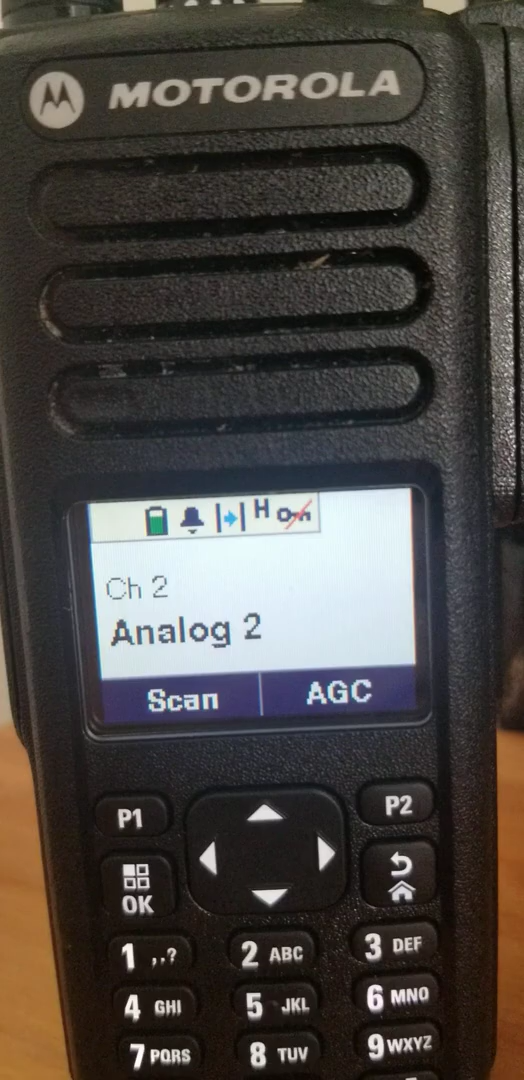 MOTOROLA
H
Ch 2
Analog 2
Scan AGC
P1 P2
OK
1 ,.? 2 ABC 3 DEF
4 GHI 5 JKL 6 MNO
7 PQRS 8 TUV 9 WXYZ